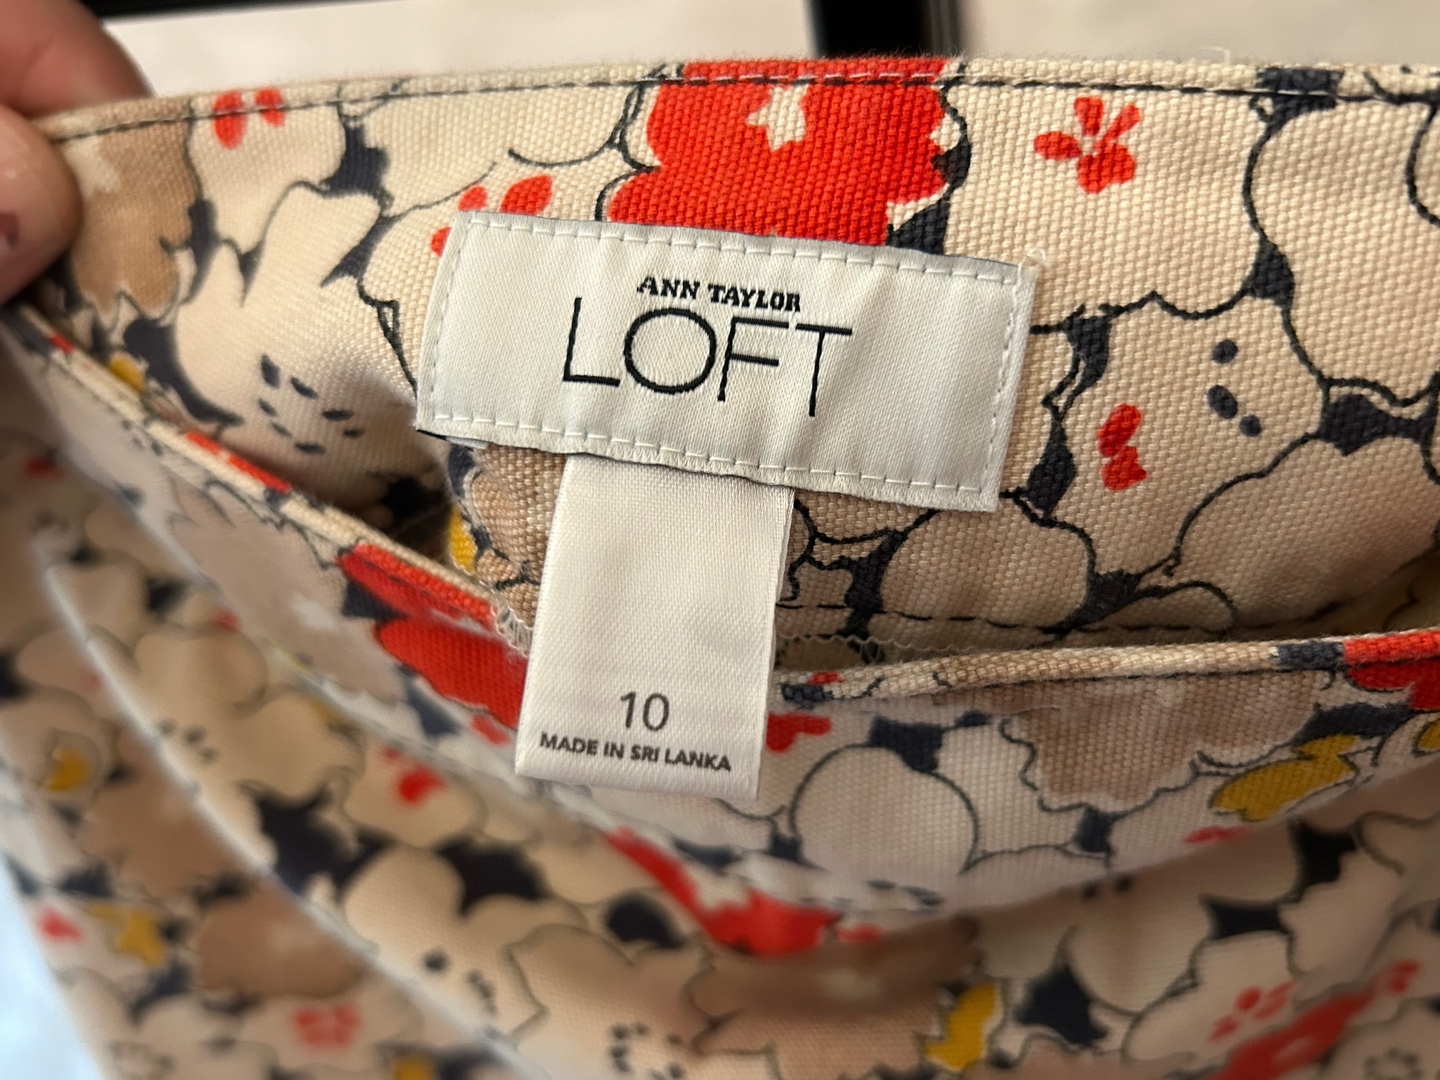 ANN TAYLOR
LOFT
10
MADE IN SRI LANKA